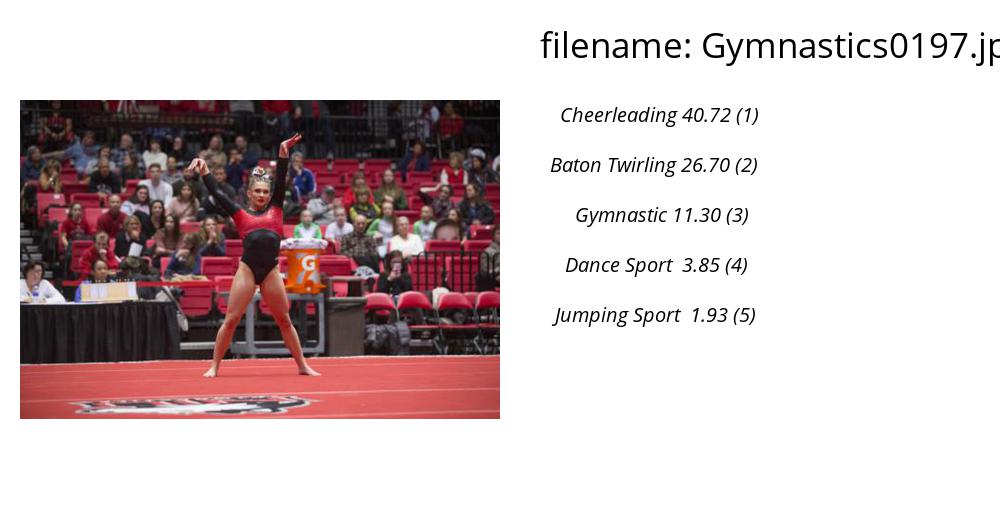 filename: Gymnastics0197.jp
Cheerleading 40.72 (1)
Baton Twirling 26.70 (2)
Gymnastic 11.30 (3)
Dance Sport 3.85 (4)
Jumping Sport 1.93 (5)
G